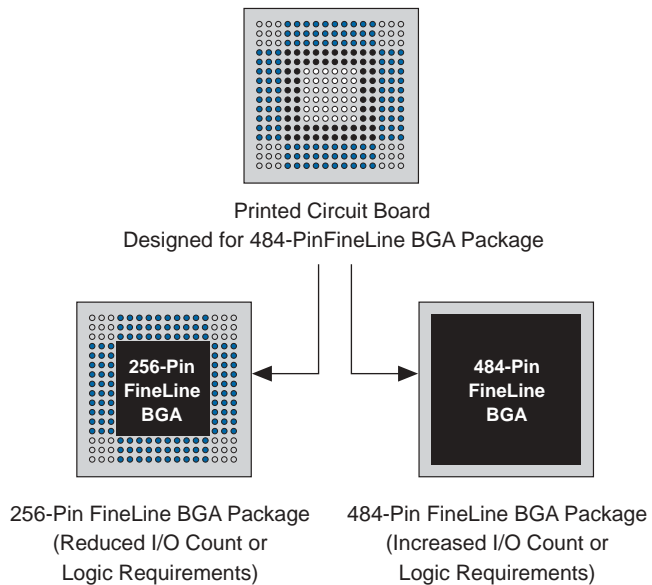 Printed Circuit Board
Designed for 484-PinFineLine BGA Package
256-Pin
FineLine
BGA
484-Pin
FineLine
BGA
256-Pin FineLine BGA Package
(Reduced I/O Count or
Logic Requirements)
484-Pin FineLine BGA Package
(Increased I/O Count or
Logic Requirements)